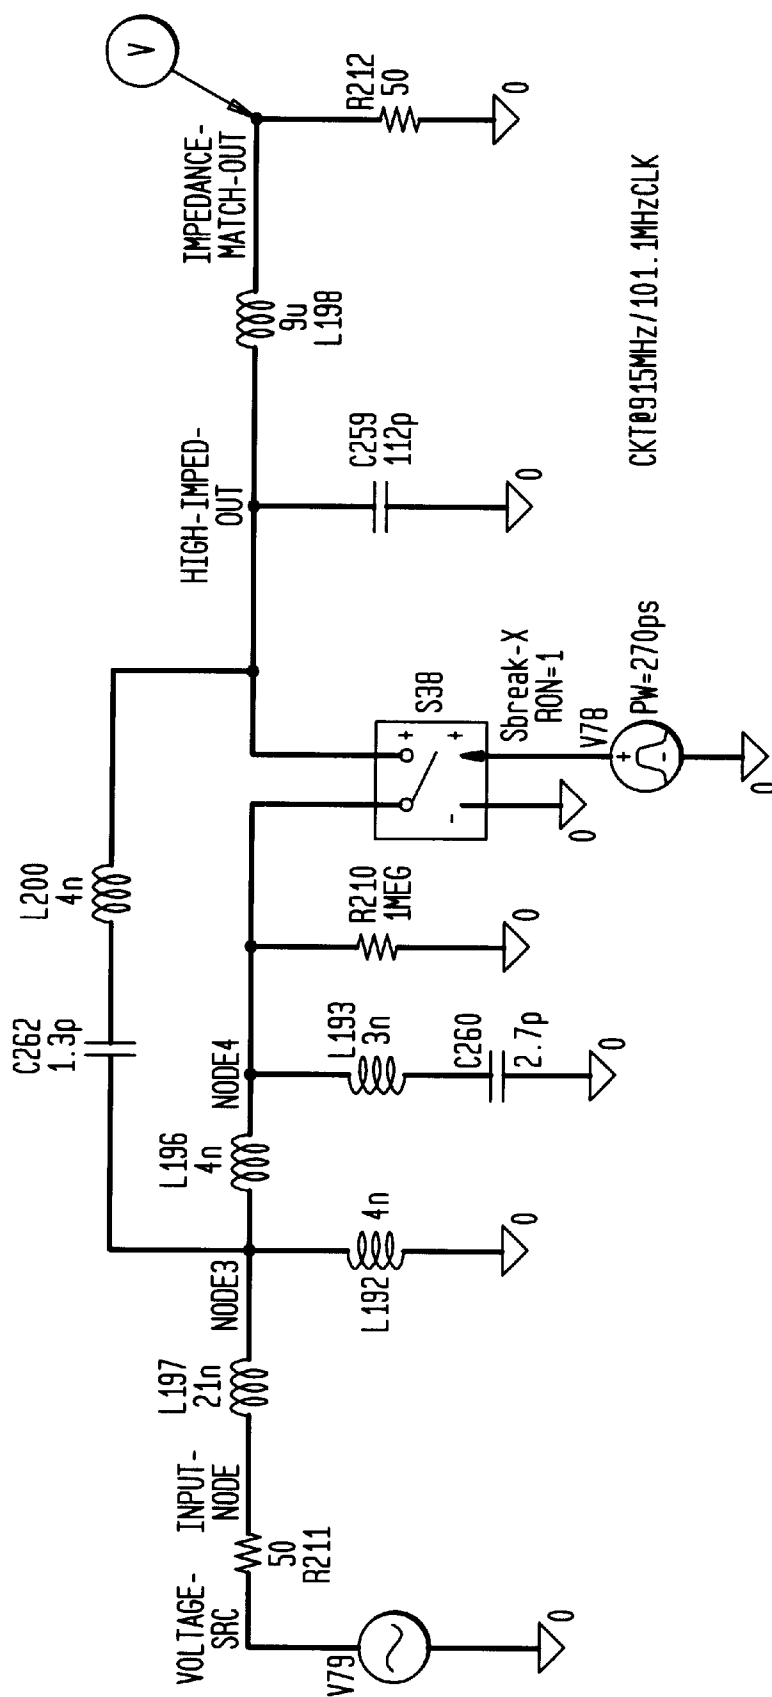 VOLTAGE-
SRC
V79
0
INPUT-
NODE
50
R211
L197
21n
NODE3
L192
4n
0
C262
1.3p
L200
4n
L196
4n
NODE4
L193
3n
C260
2.7p
0
R210
1MEG
0
S38
+
+
-
0
Sbreak-X
RON=1
V78
+
-
PW=270ps
0
HIGH-IMPED-
OUT
C259
112p
0
9u
L198
IMPEDANCE-
MATCH-OUT
V
R212
50
0
CKT@915MHz/101.1MHzCLK